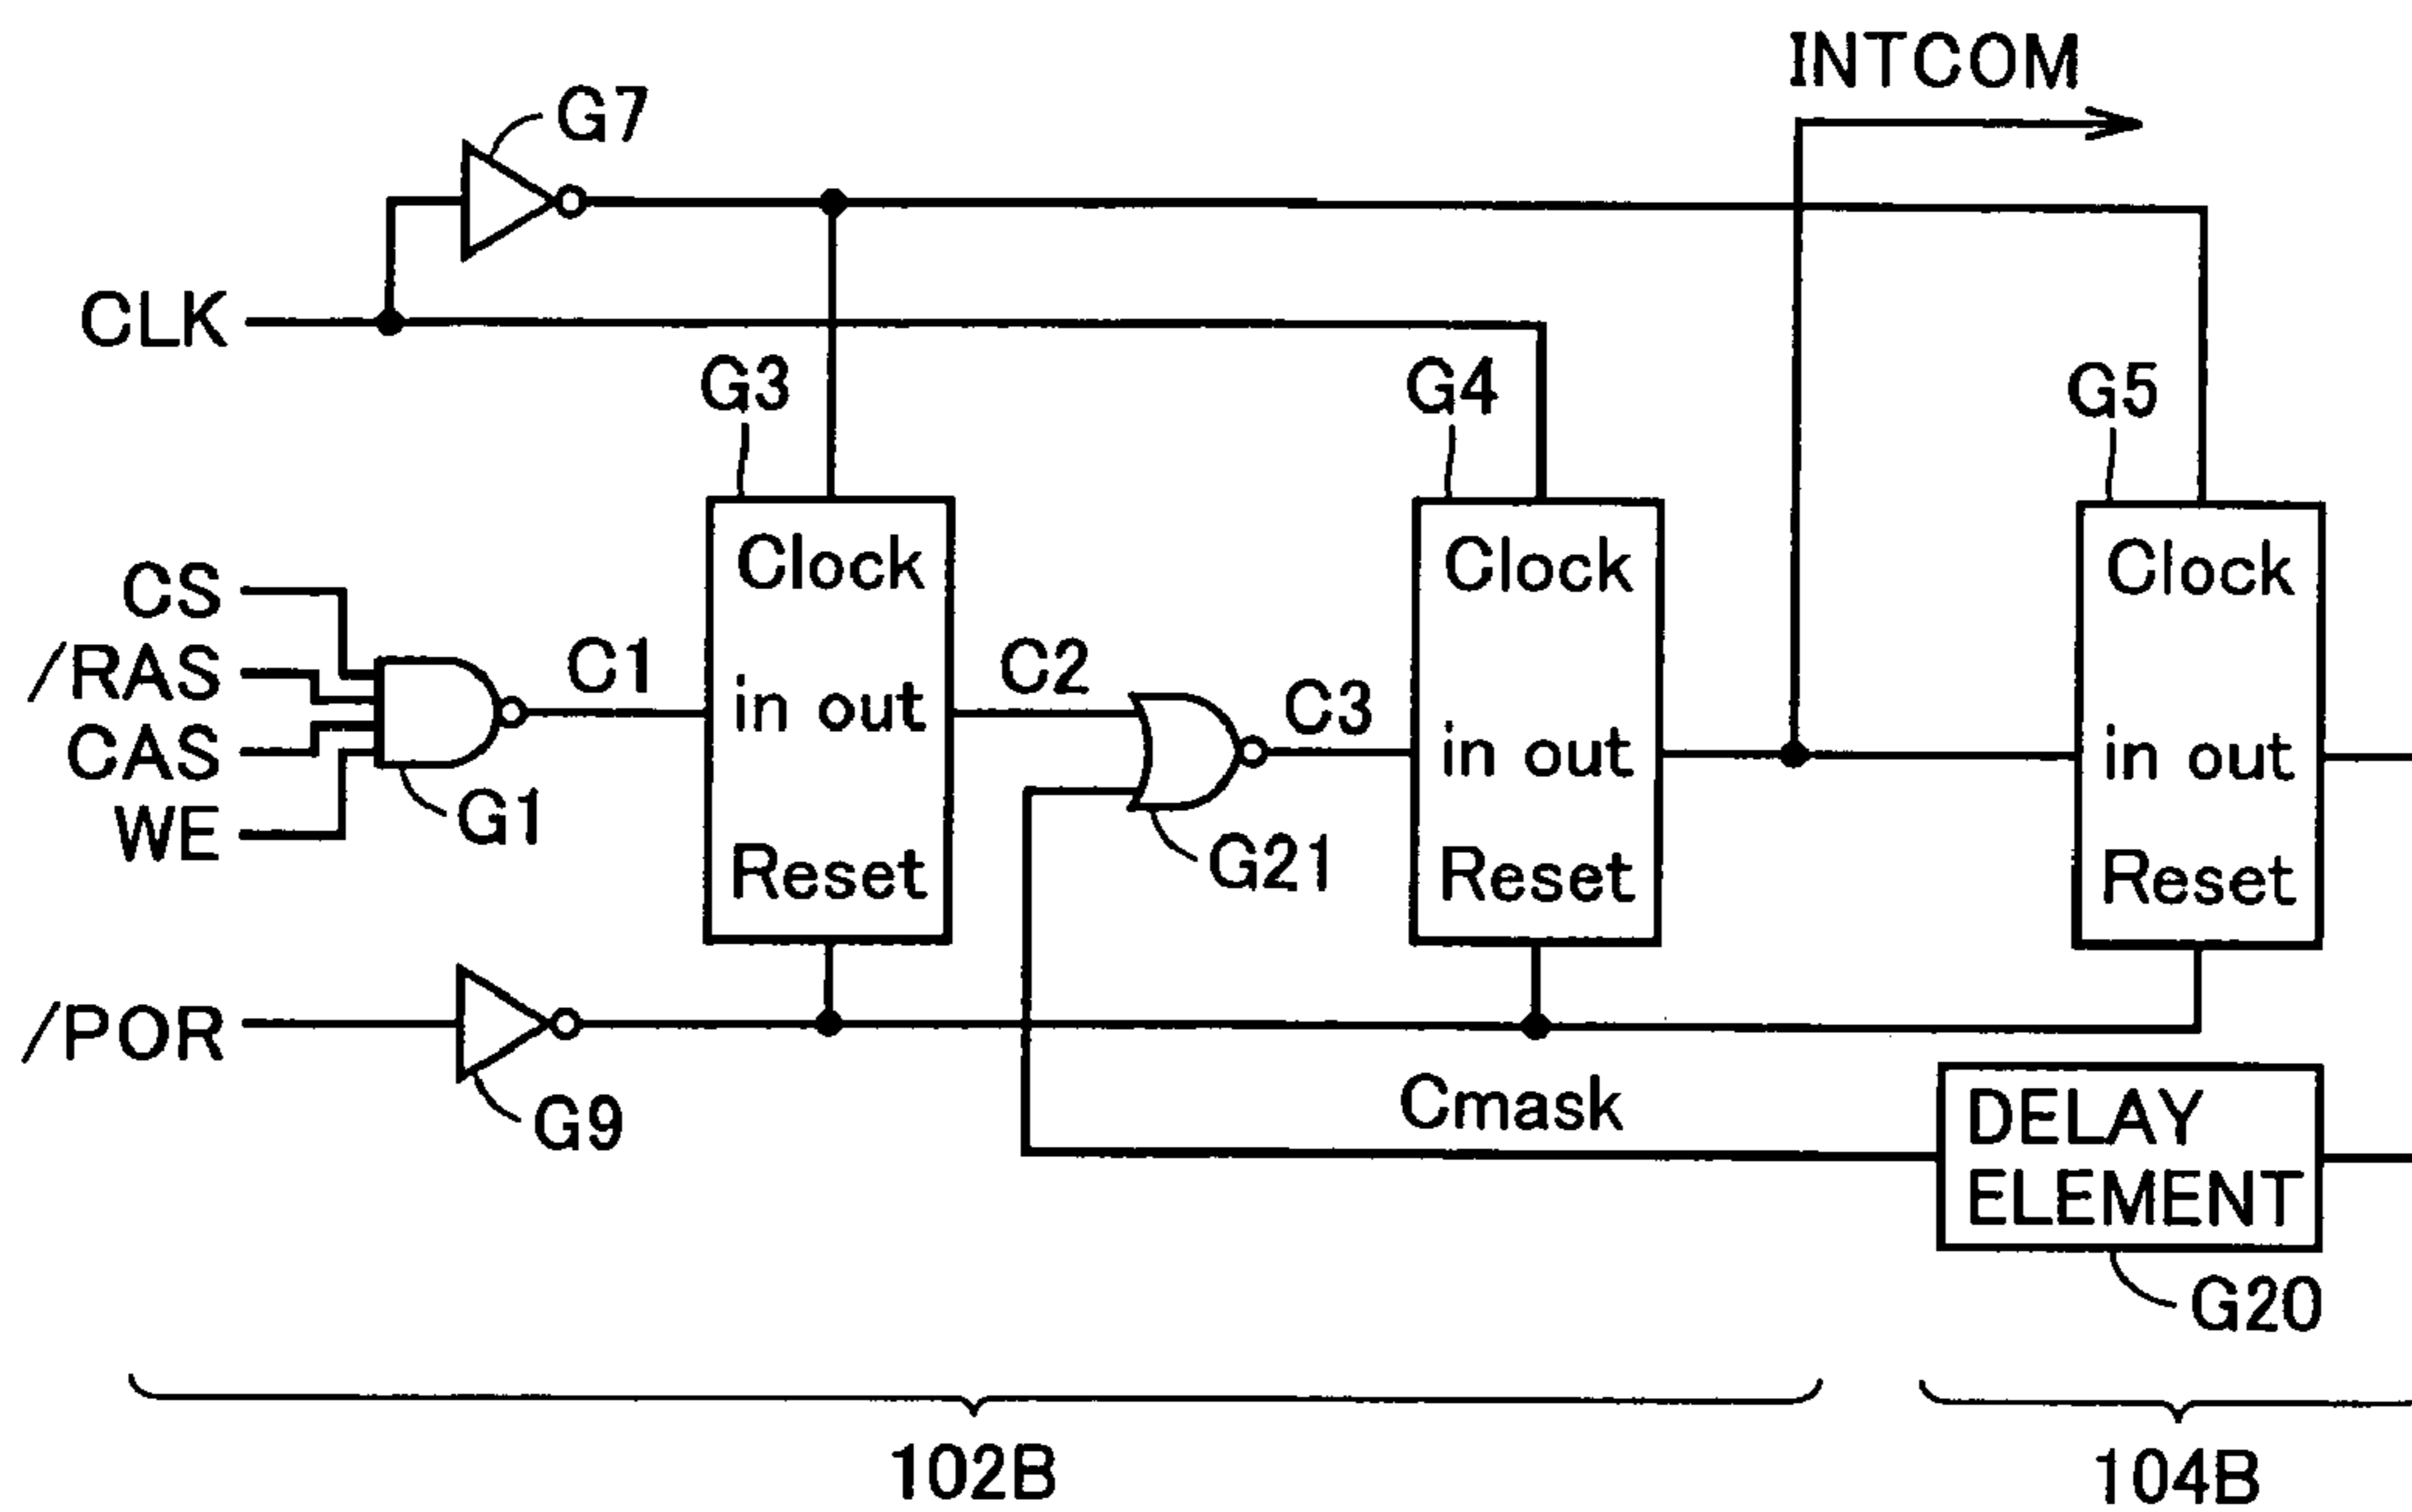 INTCOM
G7
CLK
G3
G4
G5
Clock
in out
Reset
Clock
in out
Reset
Clock
in out
Reset
CS
/RAS
CAS
WE
C1
G1
C2
C3
G21
/POR
G9
Cmask
DELAY
ELEMENT
G20
102B
104B